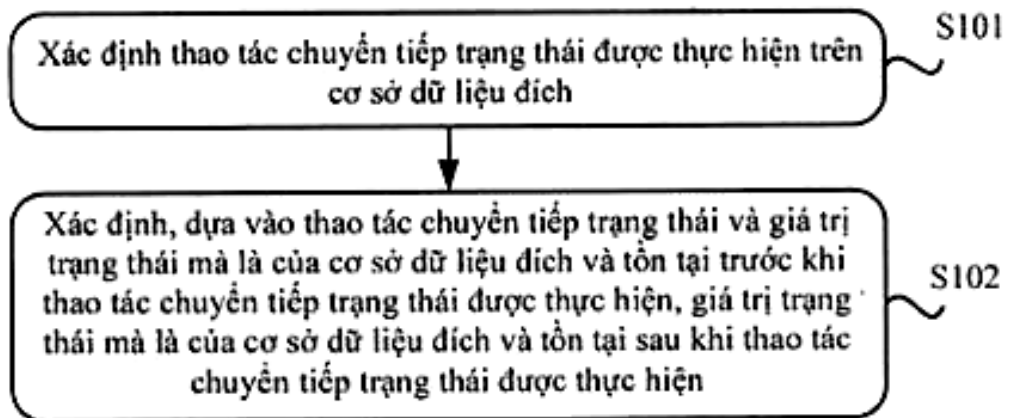 S101
Xác định thao tác chuyển tiếp trạng thái được thực hiện trên
cơ sở dữ liệu đích
Xác định, dựa vào thao tác chuyển tiếp trạng thái và giá trị
trạng thái mà là của cơ sở dữ liệu đích và tồn tại trước khi
thao tác chuyển tiếp trạng thái được thực hiện, giá trị trạng
thái mà là của cơ sở dữ liệu đích và tồn tại sau khi thao tác
chuyển tiếp trạng thái được thực hiện
S102